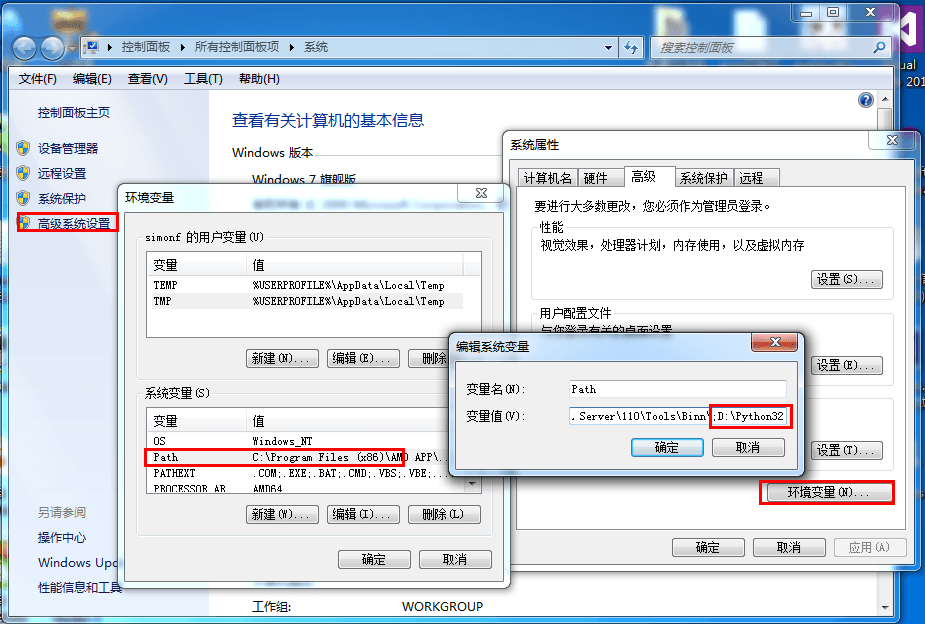 控制面板 ▸ 所有控制面板项 ▸ 系统
搜索控制面板
文件(F) 编辑(E) 查看(V) 工具(T) 帮助(H)
控制面板主页
设备管理器
远程设置
系统保护
高级系统设置
另请参阅
操作中心
Windows Upd
性能信息和工具
查看有关计算机的基本信息
Windows 版本
Windows 7 旗舰版
工作组: WORKGROUP
环境变量
simonf 的用户变量(U)
变量 值
TEMP %USERPROFILE%\AppData\Local\Temp
TMP %USERPROFILE%\AppData\Local\Temp
新建(N)... 编辑(E)... 删除
系统变量(S)
变量 值
OS Windows_NT
Path C:\Program Files (x86)\AMD APP\..
PATHEXT .COM;.EXE;.BAT;.CMD;.VBS;.VBE;...
PROCESSOR_AR AMD64
新建(W)... 编辑(I)... 删除(L)
确定 取消
系统属性
计算机名 硬件 高级 系统保护 远程
要进行大多数更改，您必须作为管理员登录。
性能
视觉效果，处理器计划，内存使用，以及虚拟内存
设置(S)...
用户配置文件
与您登录有关的桌面设置
设置(E)...
设置(T)...
环境变量(N)...
确定 取消 应用(A)
编辑系统变量
变量名(N): Path
变量值(V): . Server\110\Tools\Binn\;D:\Python32
确定 取消
ual
201